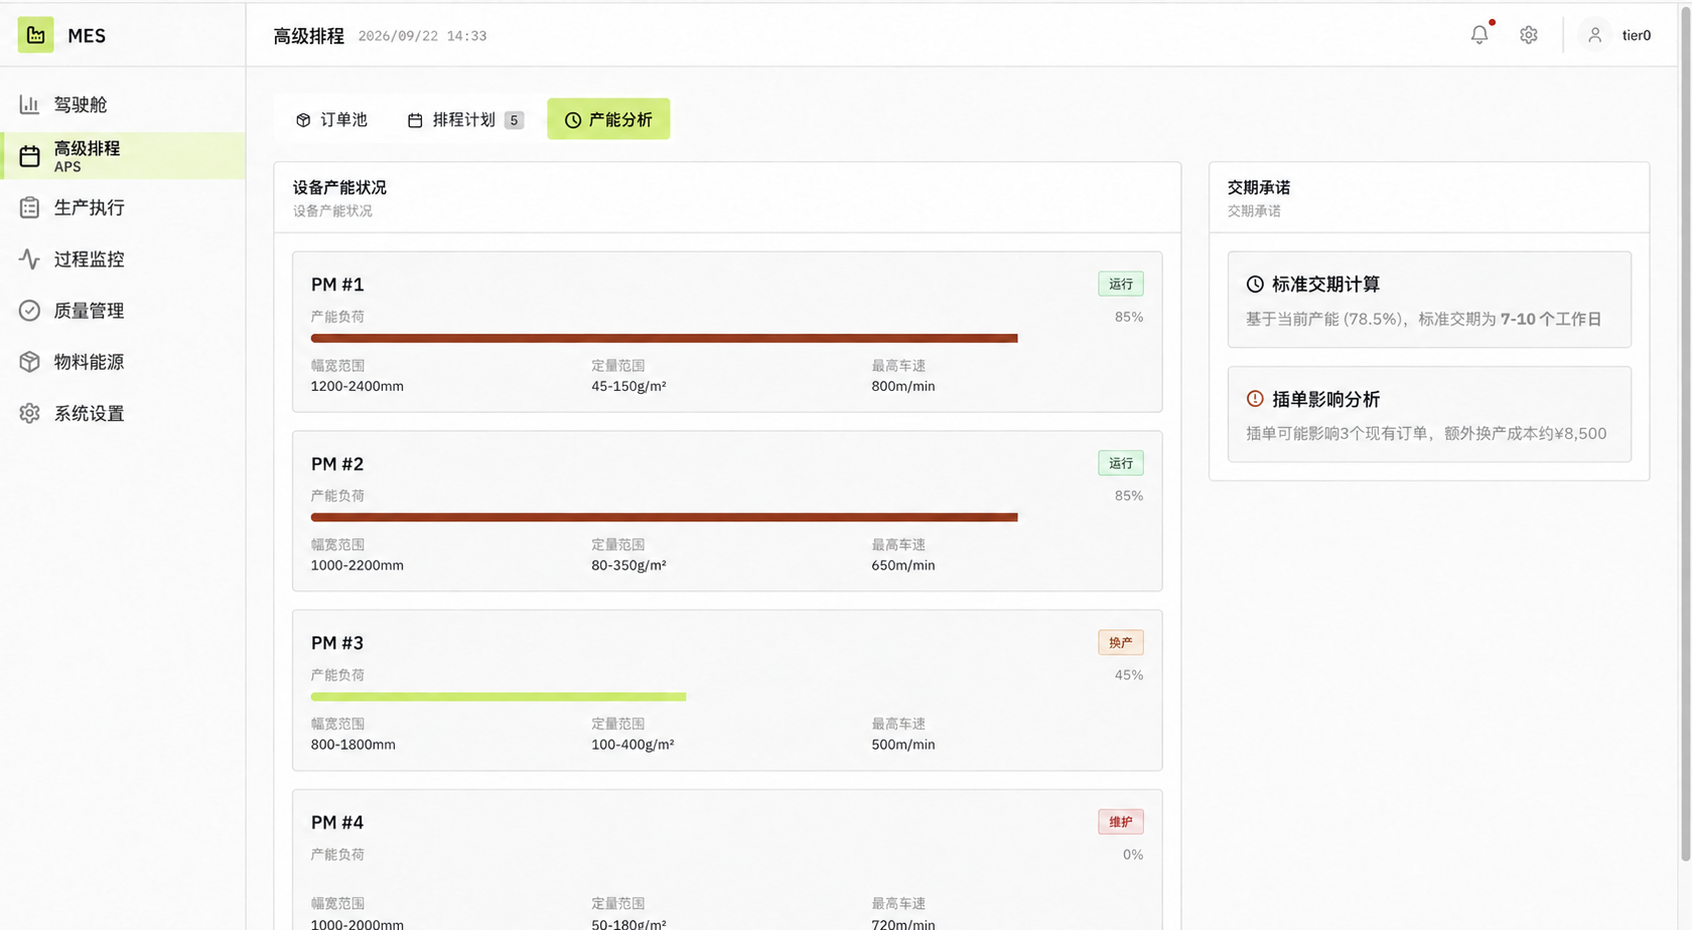 MES
高级排程 2026/09/22 14:33
tier0
驾驶舱
高级排程
APS
生产执行
过程监控
质量管理
物料能源
系统设置
订单池
排程计划 5
产能分析
设备产能状况
设备产能状况
PM #1
运行
产能负荷
85%
幅宽范围 定量范围 最高车速
1200-2400mm 45-150g/m² 800m/min
PM #2
运行
产能负荷
85%
幅宽范围 定量范围 最高车速
1000-2200mm 80-350g/m² 650m/min
PM #3
换产
产能负荷
45%
幅宽范围 定量范围 最高车速
800-1800mm 100-400g/m² 500m/min
PM #4
维护
产能负荷
0%
幅宽范围 定量范围 最高车速
1000-2000mm 50-180g/m² 720m/min
交期承诺
交期承诺
标准交期计算
基于当前产能 (78.5%)，标准交期为 7-10 个工作日
插单影响分析
插单可能影响3个现有订单，额外换产成本约¥8,500